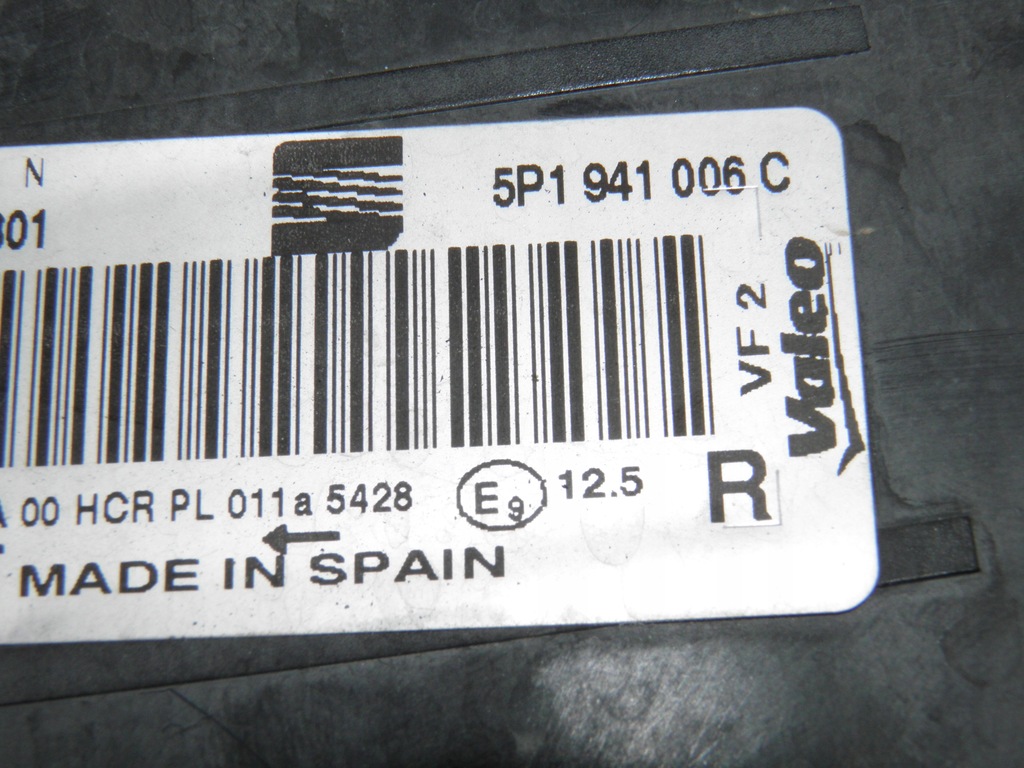 N
5P1 941 006 C
301
VF 2
Valeo
A 00 HCR PL 011a 5428 E9 12.5
R
MADE IN SPAIN